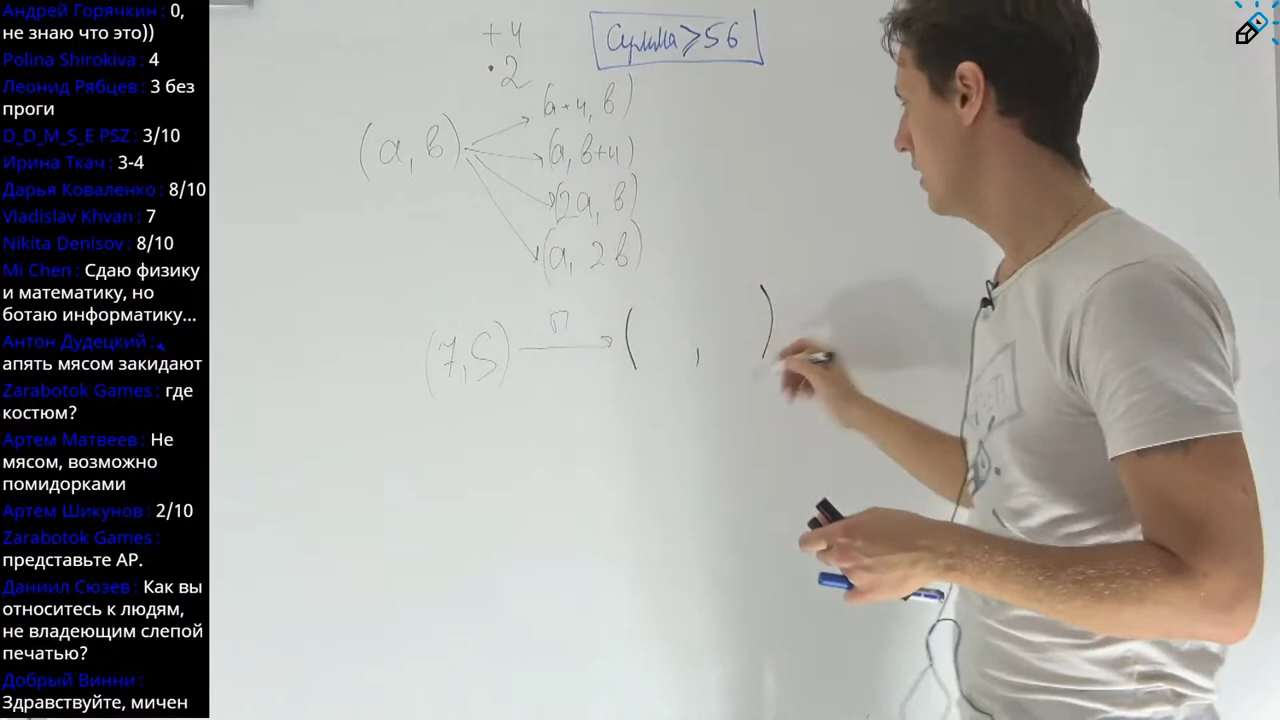 Андрей Горячкин : 0,
не знаю что это))
Polina Shirokiva : 4
Леонид Рябцев : 3 без
проги
D_D_M_S_E PSZ : 3/10
Ирина Ткач : 3-4
Дарья Коваленко : 8/10
Vladislav Khvan : 7
Nikita Denisov : 8/10
Mi Chen : Сдаю физику
и математику, но
ботаю информатику...
Антон Дудецкий :
апять мясом закидают
Zarabotok Games : где
костюм?
Артем Матвеев : Не
мясом, возможно
помидорками
Артем Шикунов : 2/10
Zarabotok Games :
представьте АР.
Даниил Сюзев : Как вы
относитесь к людям,
не владеющим слепой
печатью?
Добрый Винни :
Здравствуйте, мичен
+4
• 2
Сумма ⩾ 56
(a, b)
(a+4, b)
(a, b+4)
(2a, b)
(a, 2b)
(7, S) П ( , )